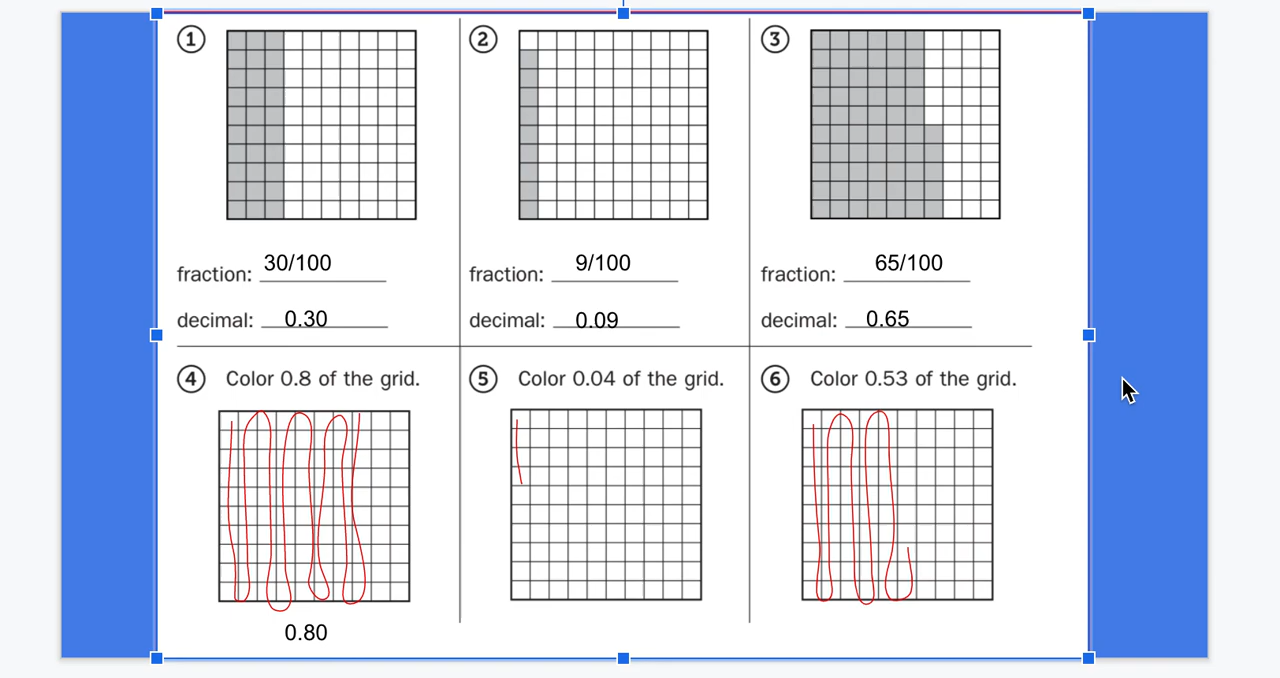 1
2
3
fraction: 30/100
fraction: 9/100
fraction: 65/100
decimal: 0.30
decimal: 0.09
decimal: 0.65
4 Color 0.8 of the grid.
5 Color 0.04 of the grid.
6 Color 0.53 of the grid.
0.80